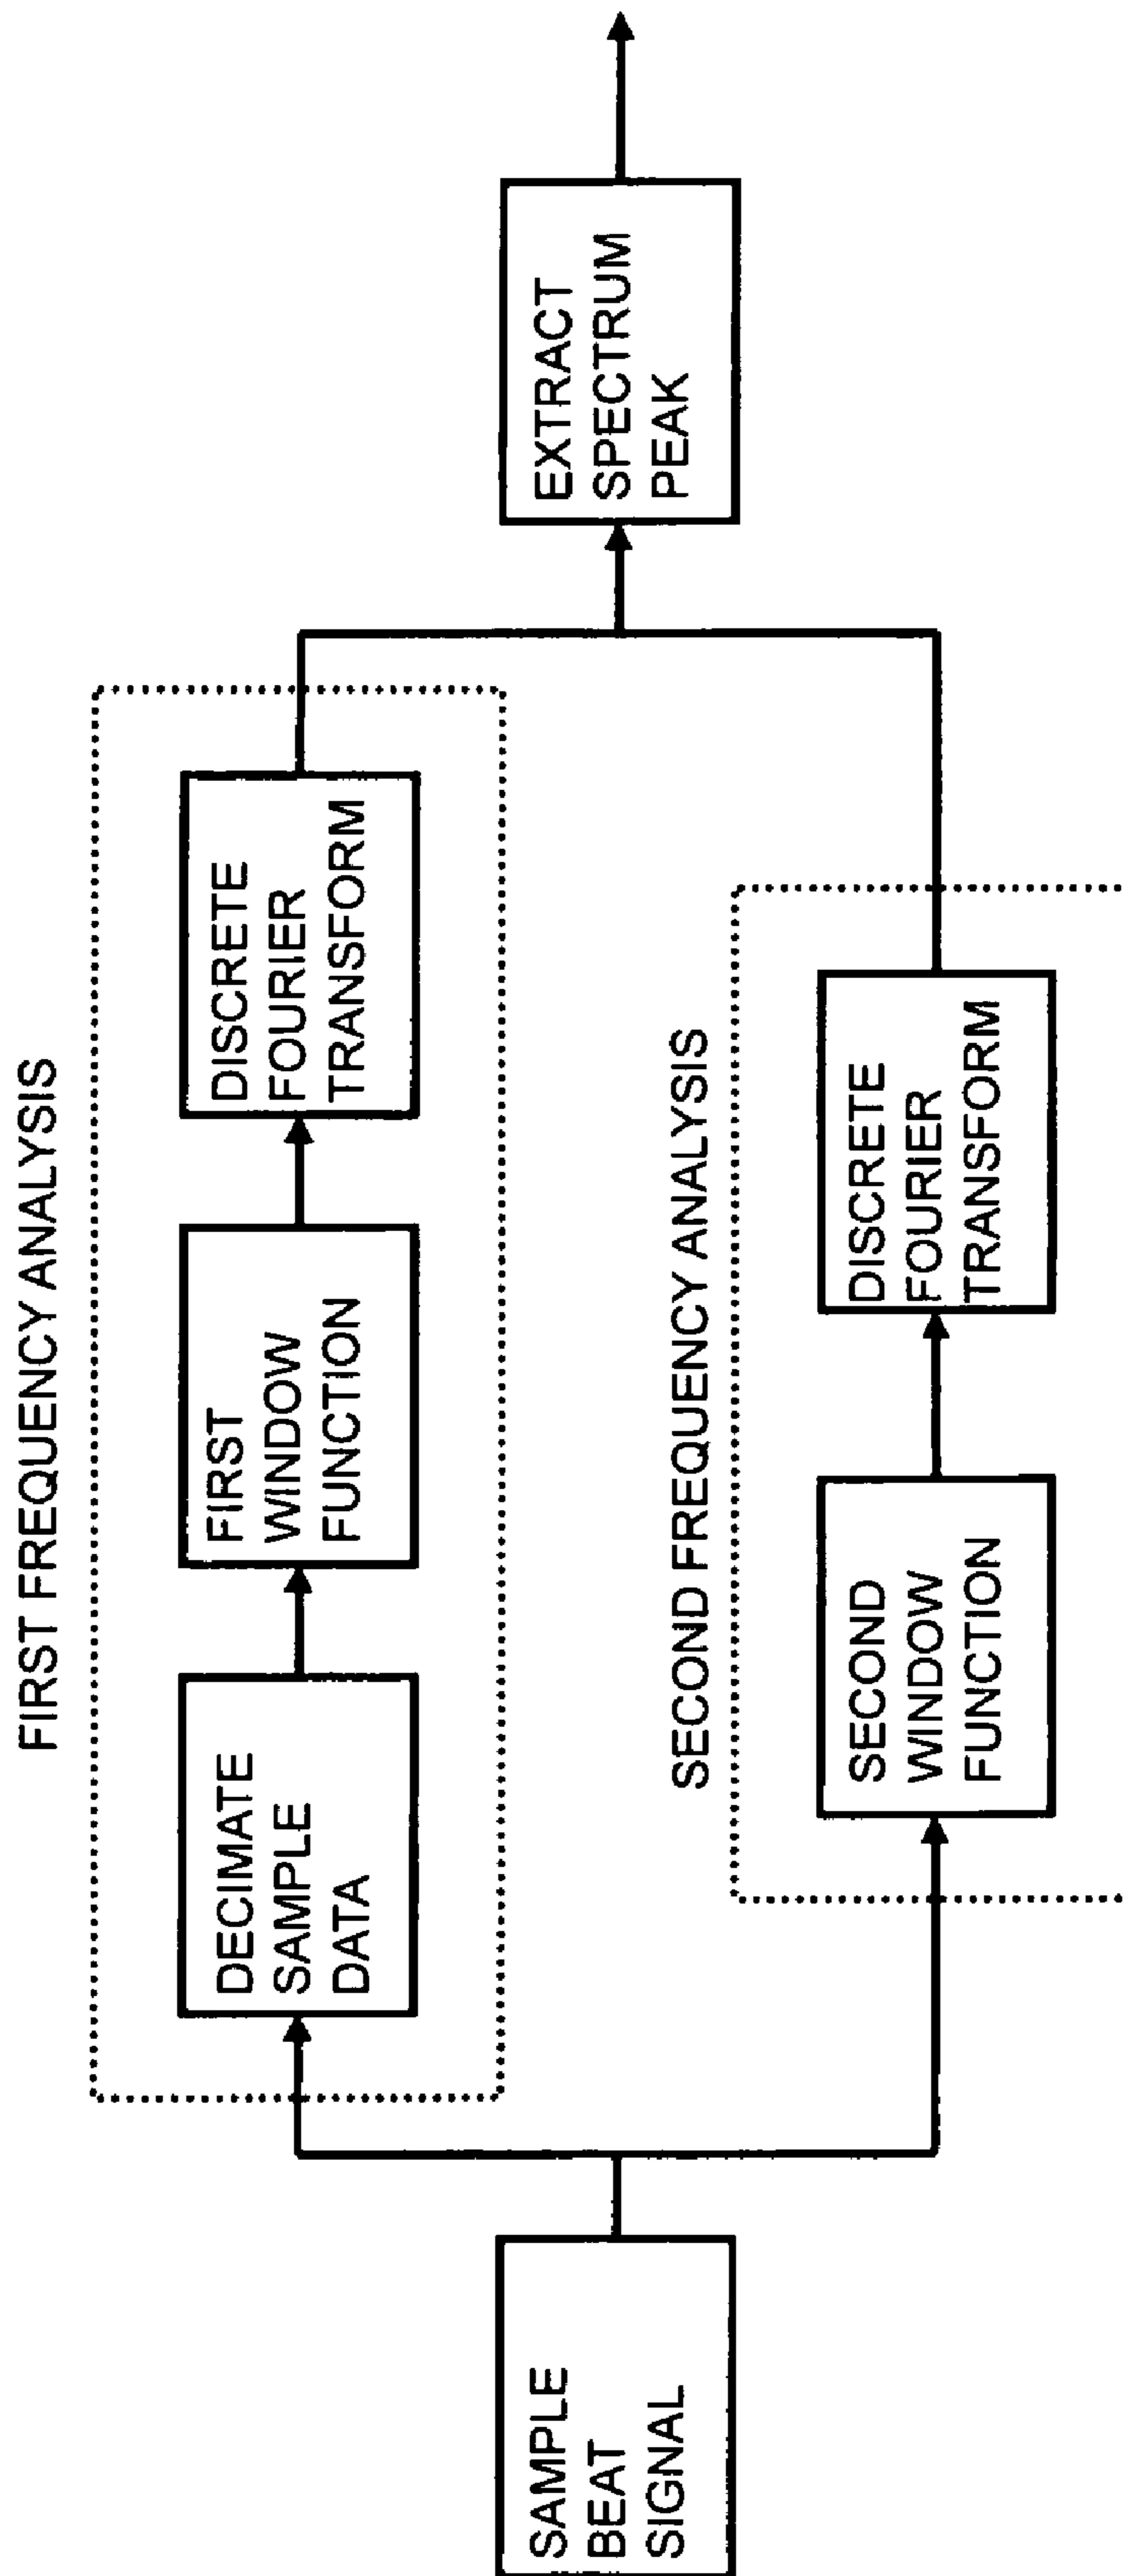 FIRST FREQUENCY ANALYSIS
SAMPLE
BEAT
SIGNAL
DECIMATE
SAMPLE
DATA
FIRST
WINDOW
FUNCTION
DISCRETE
FOURIER
TRANSFORM
SECOND FREQUENCY ANALYSIS
SECOND
WINDOW
FUNCTION
DISCRETE
FOURIER
TRANSFORM
EXTRACT
SPECTRUM
PEAK